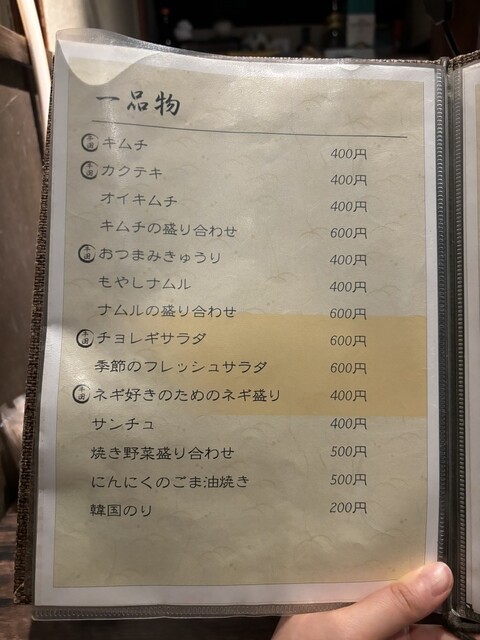 一品物
キムチ 400円
カクテキ 400円
オイキムチ 400円
キムチの盛り合わせ 600円
おつまみきゅうり 400円
もやしナムル 400円
ナムルの盛り合わせ 600円
チョレギサラダ 600円
季節のフレッシュサラダ 600円
ネギ好きのためのネギ盛り 400円
サンチュ 400円
焼き野菜盛り合わせ 500円
にんにくのごま油焼き 500円
韓国のり 200円